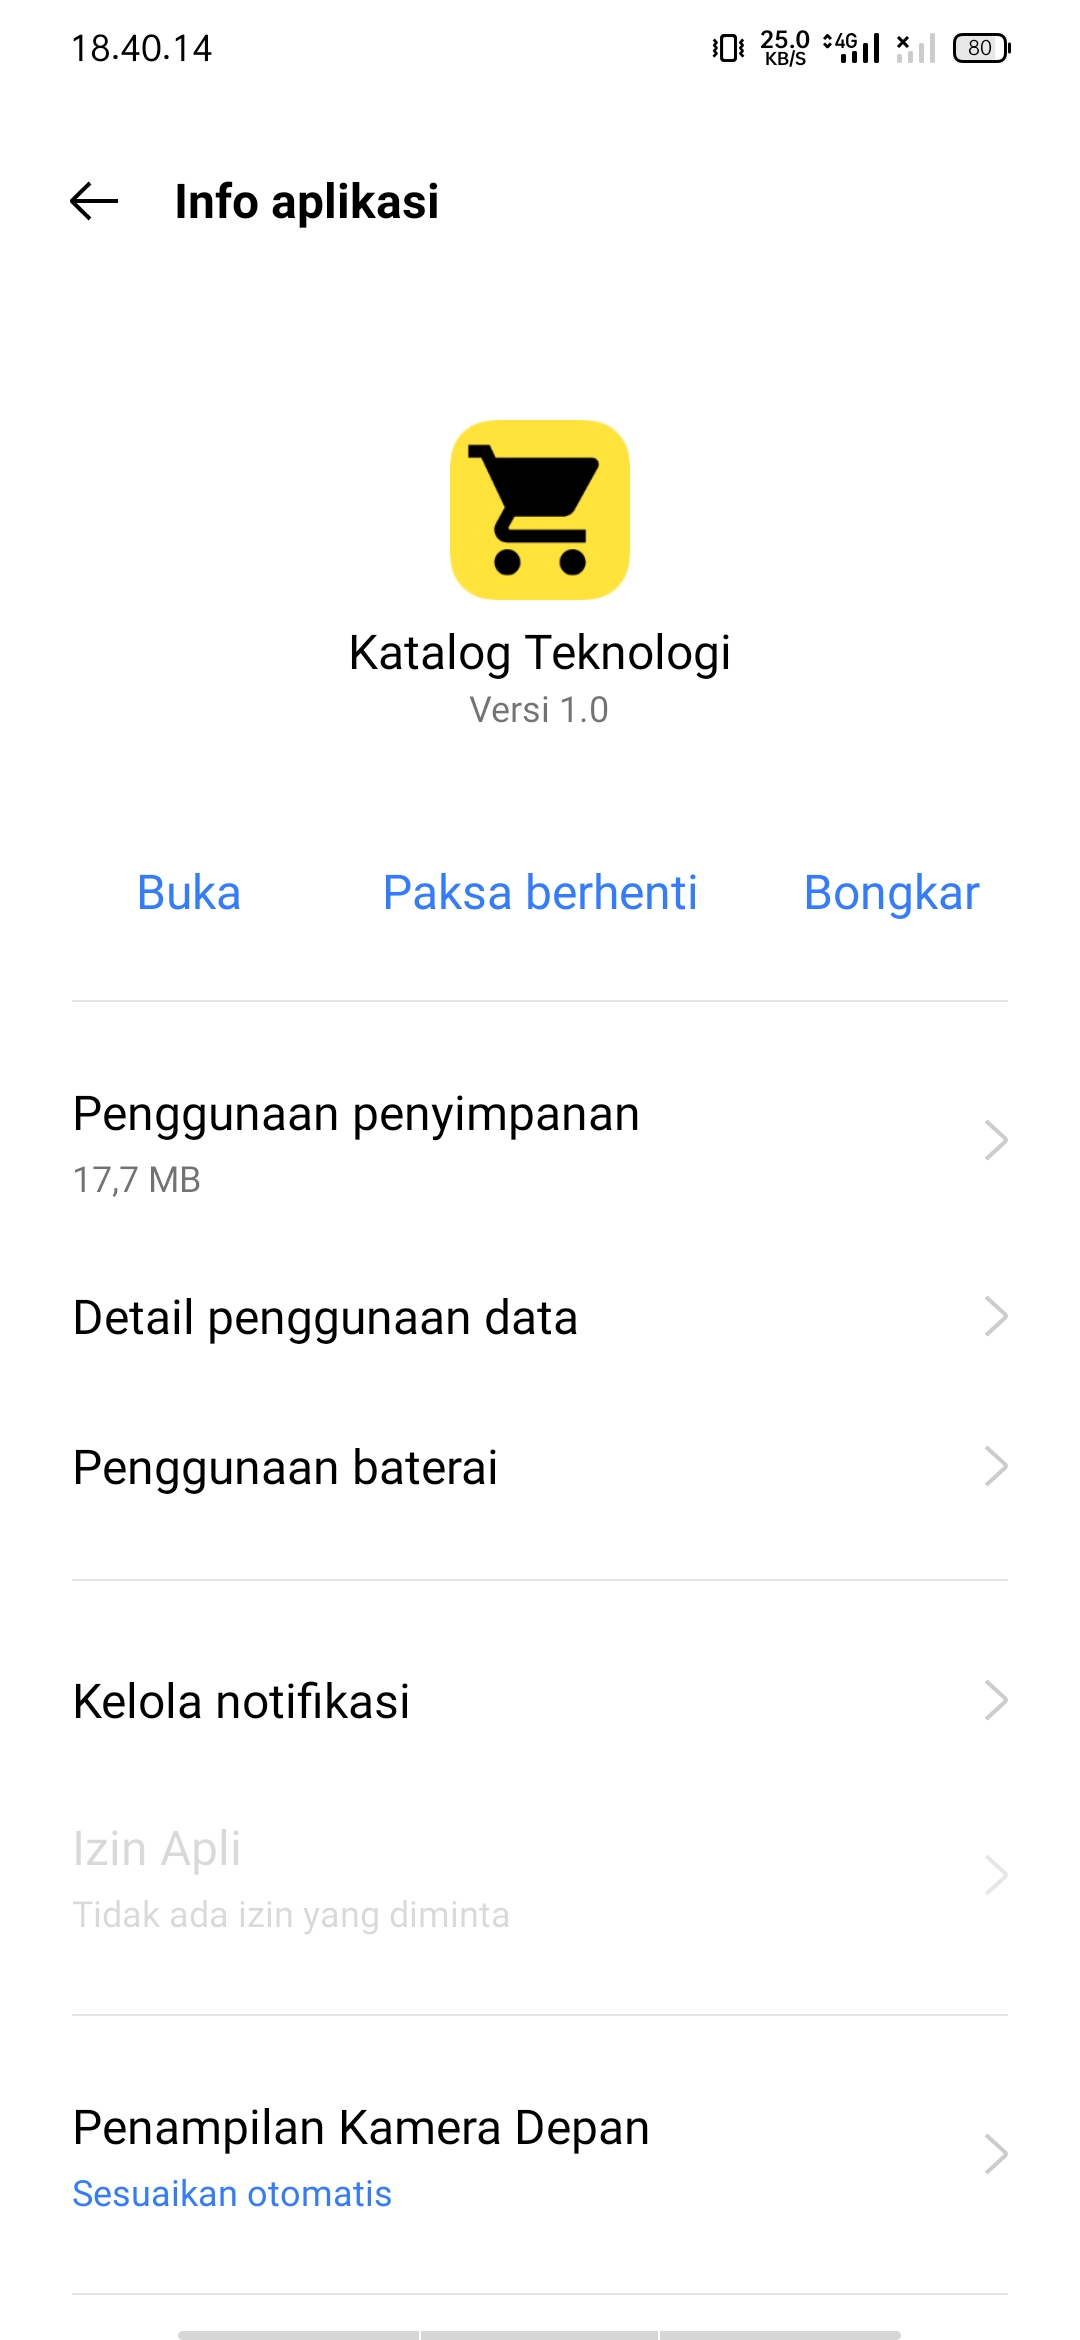 18.40.14
25.0
KB/S
4G
80
Info aplikasi
Katalog Teknologi
Versi 1.0
Buka Paksa berhenti Bongkar
Penggunaan penyimpanan
17,7 MB
Detail penggunaan data
Penggunaan baterai
Kelola notifikasi
Izin Apli
Tidak ada izin yang diminta
Penampilan Kamera Depan
Sesuaikan otomatis